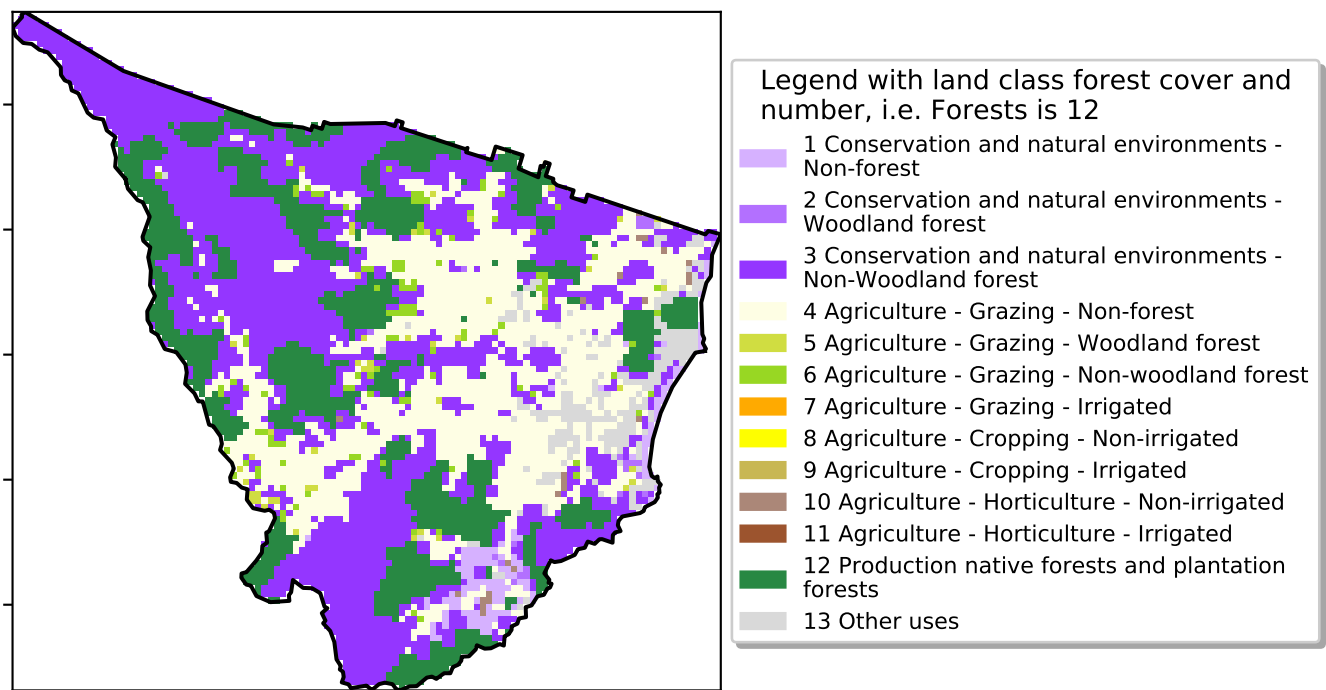 Legend with land class forest cover and
number, i.e. Forests is 12
1 Conservation and natural environments -
Non-forest
2 Conservation and natural environments -
Woodland forest
3 Conservation and natural environments -
Non-Woodland forest
4 Agriculture - Grazing - Non-forest
5 Agriculture - Grazing - Woodland forest
6 Agriculture - Grazing - Non-woodland forest
7 Agriculture - Grazing - Irrigated
8 Agriculture - Cropping - Non-irrigated
9 Agriculture - Cropping - Irrigated
10 Agriculture - Horticulture - Non-irrigated
11 Agriculture - Horticulture - Irrigated
12 Production native forests and plantation
forests
13 Other uses